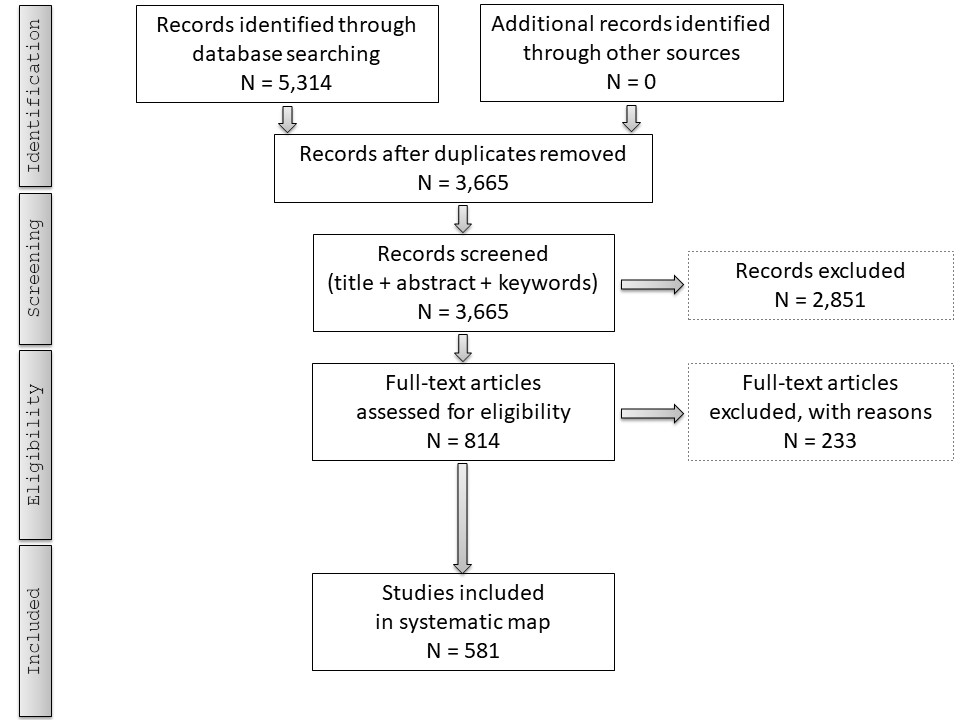 Identification
Records identified through
database searching
N = 5,314
Additional records identified
through other sources
N = 0
Records after duplicates removed
N = 3,665
Screening
Records screened
(title + abstract + keywords)
N = 3,665
Records excluded
N = 2,851
Eligibility
Full-text articles
assessed for eligibility
N = 814
Full-text articles
excluded, with reasons
N = 233
Included
Studies included
in systematic map
N = 581